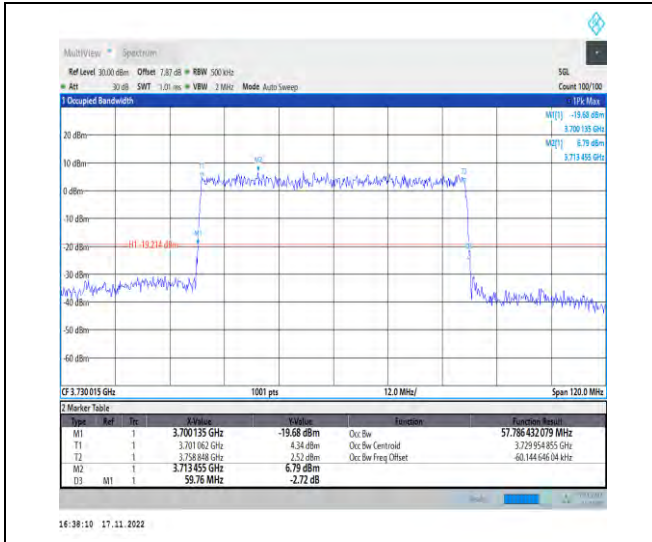 MultiView Spectrum
Ref Level 30.00 dBm Offset 7.87 dB RBW 500 kHz SGL
Att 30 dB SWT 1.01 ms VBW 2 MHz Mode Auto Sweep Count 100/100
1 Occupied Bandwidth 1Pk Max
M1[1] -19.68 dBm
3.700 135 GHz
M2[1] 6.79 dBm
3.713 455 GHz
20 dBm
10 dBm
0 dBm
-10 dBm
-20 dBm
H1 -19.214 dBm
-30 dBm
-40 dBm
-50 dBm
-60 dBm
T1
M2
T2
M1
CF 3.730 015 GHz 1001 pts 12.0 MHz/ Span 120.0 MHz
2 Marker Table
Type Ref Trc X-Value Y-Value Function Function Result
M1 1 3.700135 GHz -19.68 dBm Occ Bw 57.786 432 079 MHz
T1 1 3.701 062 GHz 4.34 dBm Occ Bw Centroid 3.729 954 855 GHz
T2 1 3.758 848 GHz 2.52 dBm Occ Bw Freq Offset -60.144 646 04 kHz
M2 1 3.713 455 GHz 6.79 dBm
D3 M1 1 59.76 MHz -2.72 dB
16:38:10 17.11.2022